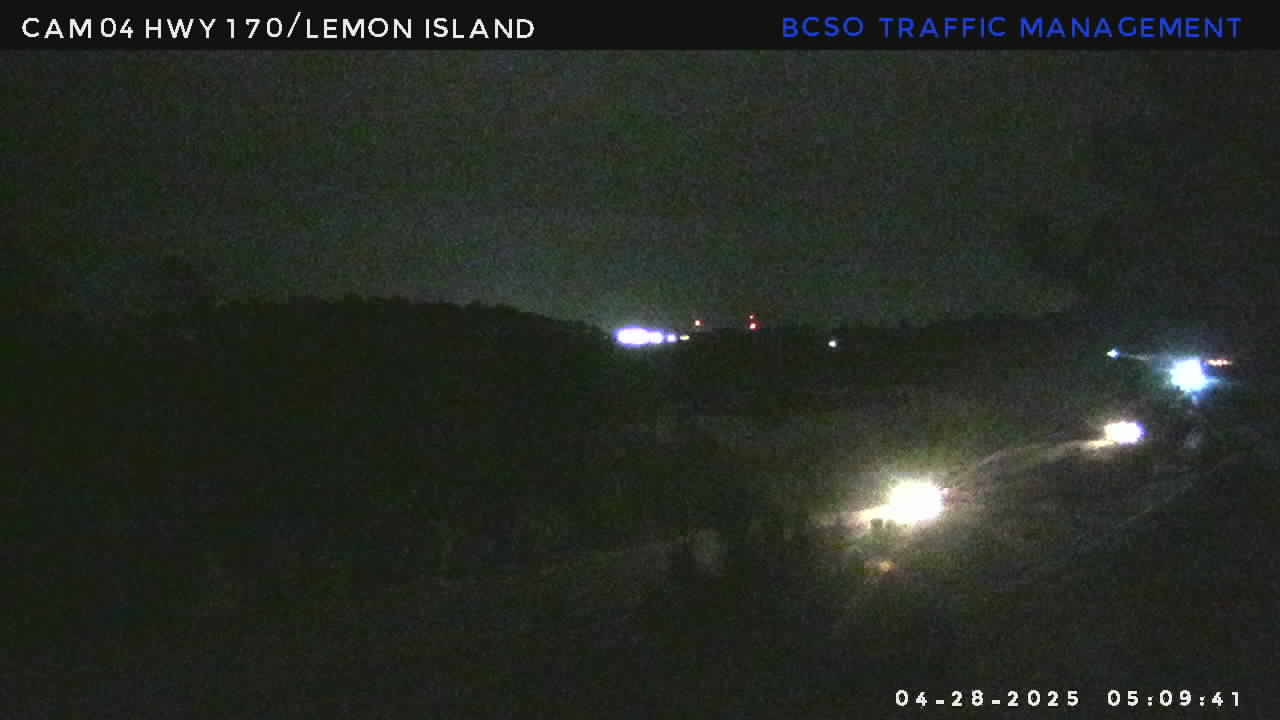 CAM04 HWY 170/LEMON ISLAND
BCSO TRAFFIC MANAGEMENT
04-28-2025 05:09:41